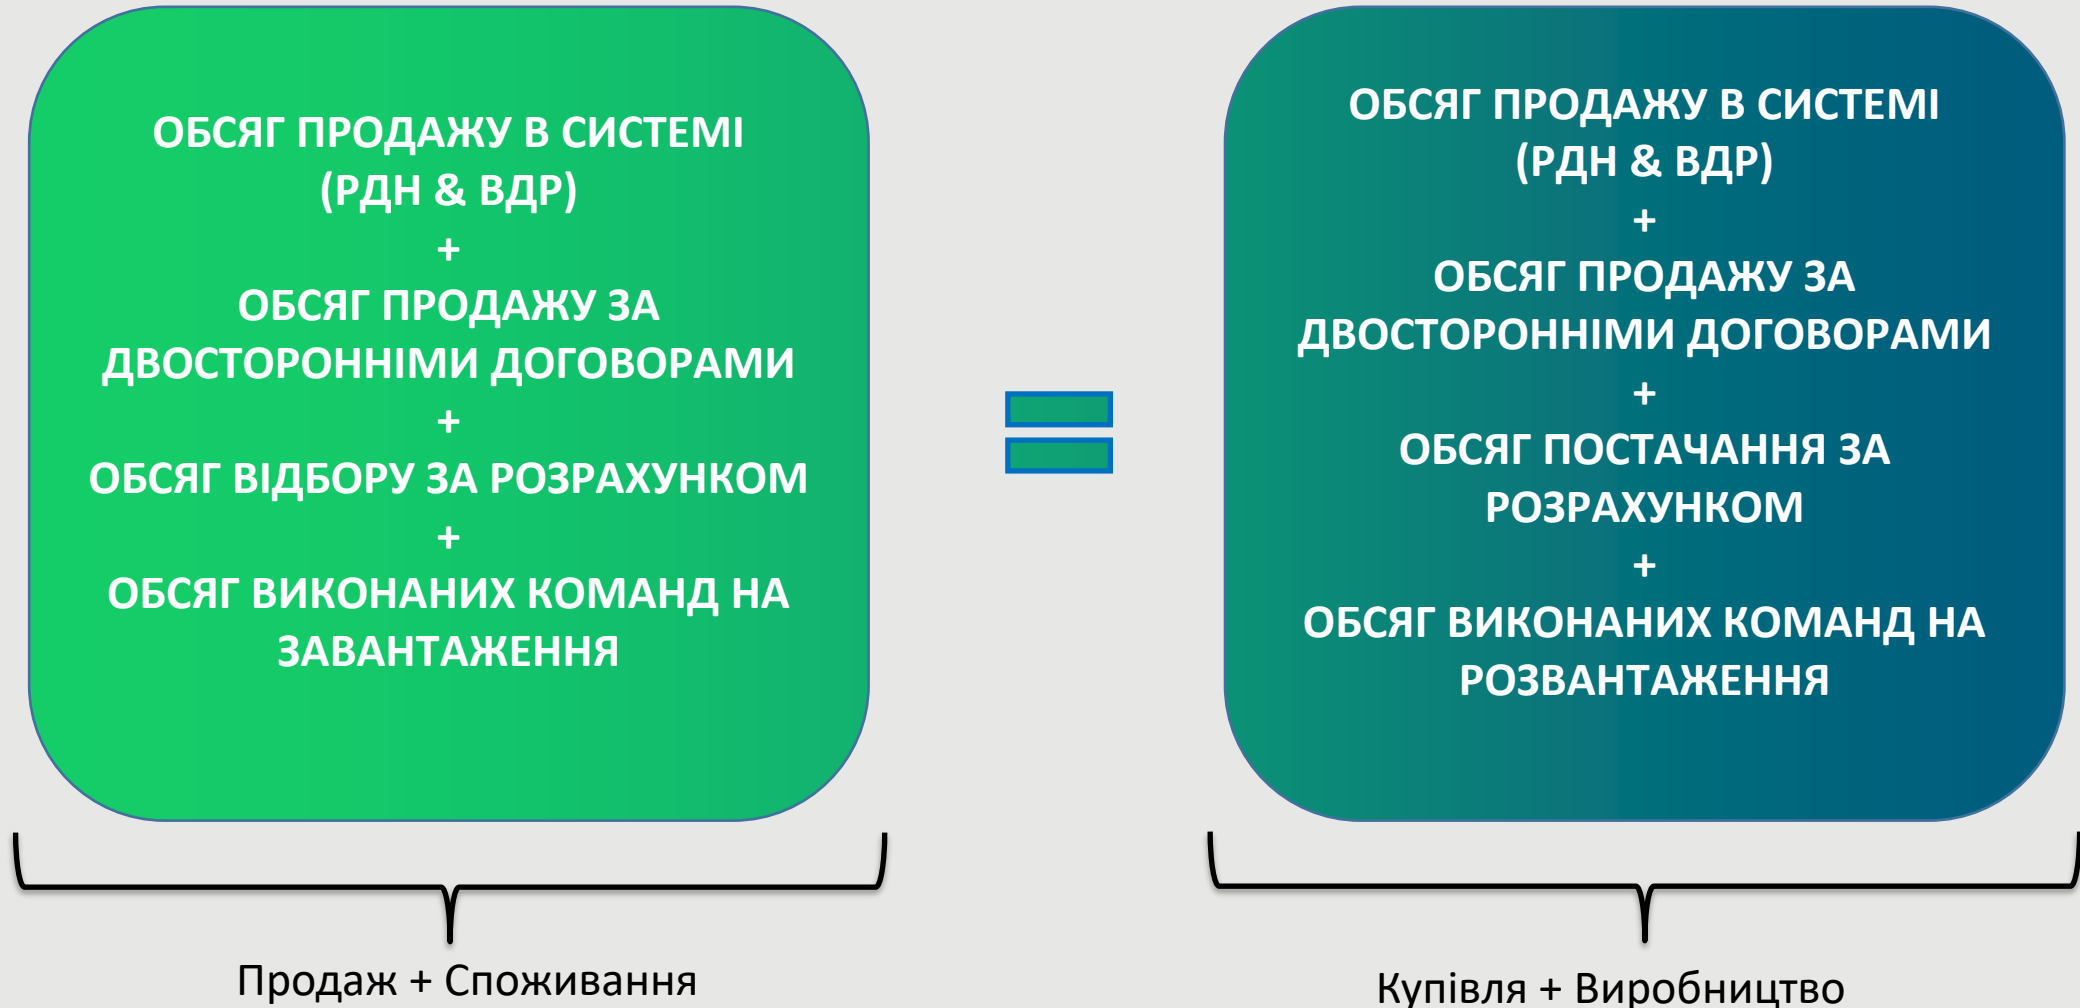 ОБСЯГ ПРОДАЖУ В СИСТЕМІ
(РДН & ВДР)
+
ОБСЯГ ПРОДАЖУ ЗА
ДВОСТОРОННІМИ ДОГОВОРАМИ
+
ОБСЯГ ВІДБОРУ ЗА РОЗРАХУНКОМ
+
ОБСЯГ ВИКОНАНИХ КОМАНД НА
ЗАВАНТАЖЕННЯ
Продаж + Споживання
ОБСЯГ ПРОДАЖУ В СИСТЕМІ
(РДН & ВДР)
+
ОБСЯГ ПРОДАЖУ ЗА
ДВОСТОРОННІМИ ДОГОВОРАМИ
+
ОБСЯГ ПОСТАЧАННЯ ЗА
РОЗРАХУНКОМ
+
ОБСЯГ ВИКОНАНИХ КОМАНД НА
РОЗВАНТАЖЕННЯ
Купівля + Виробництво